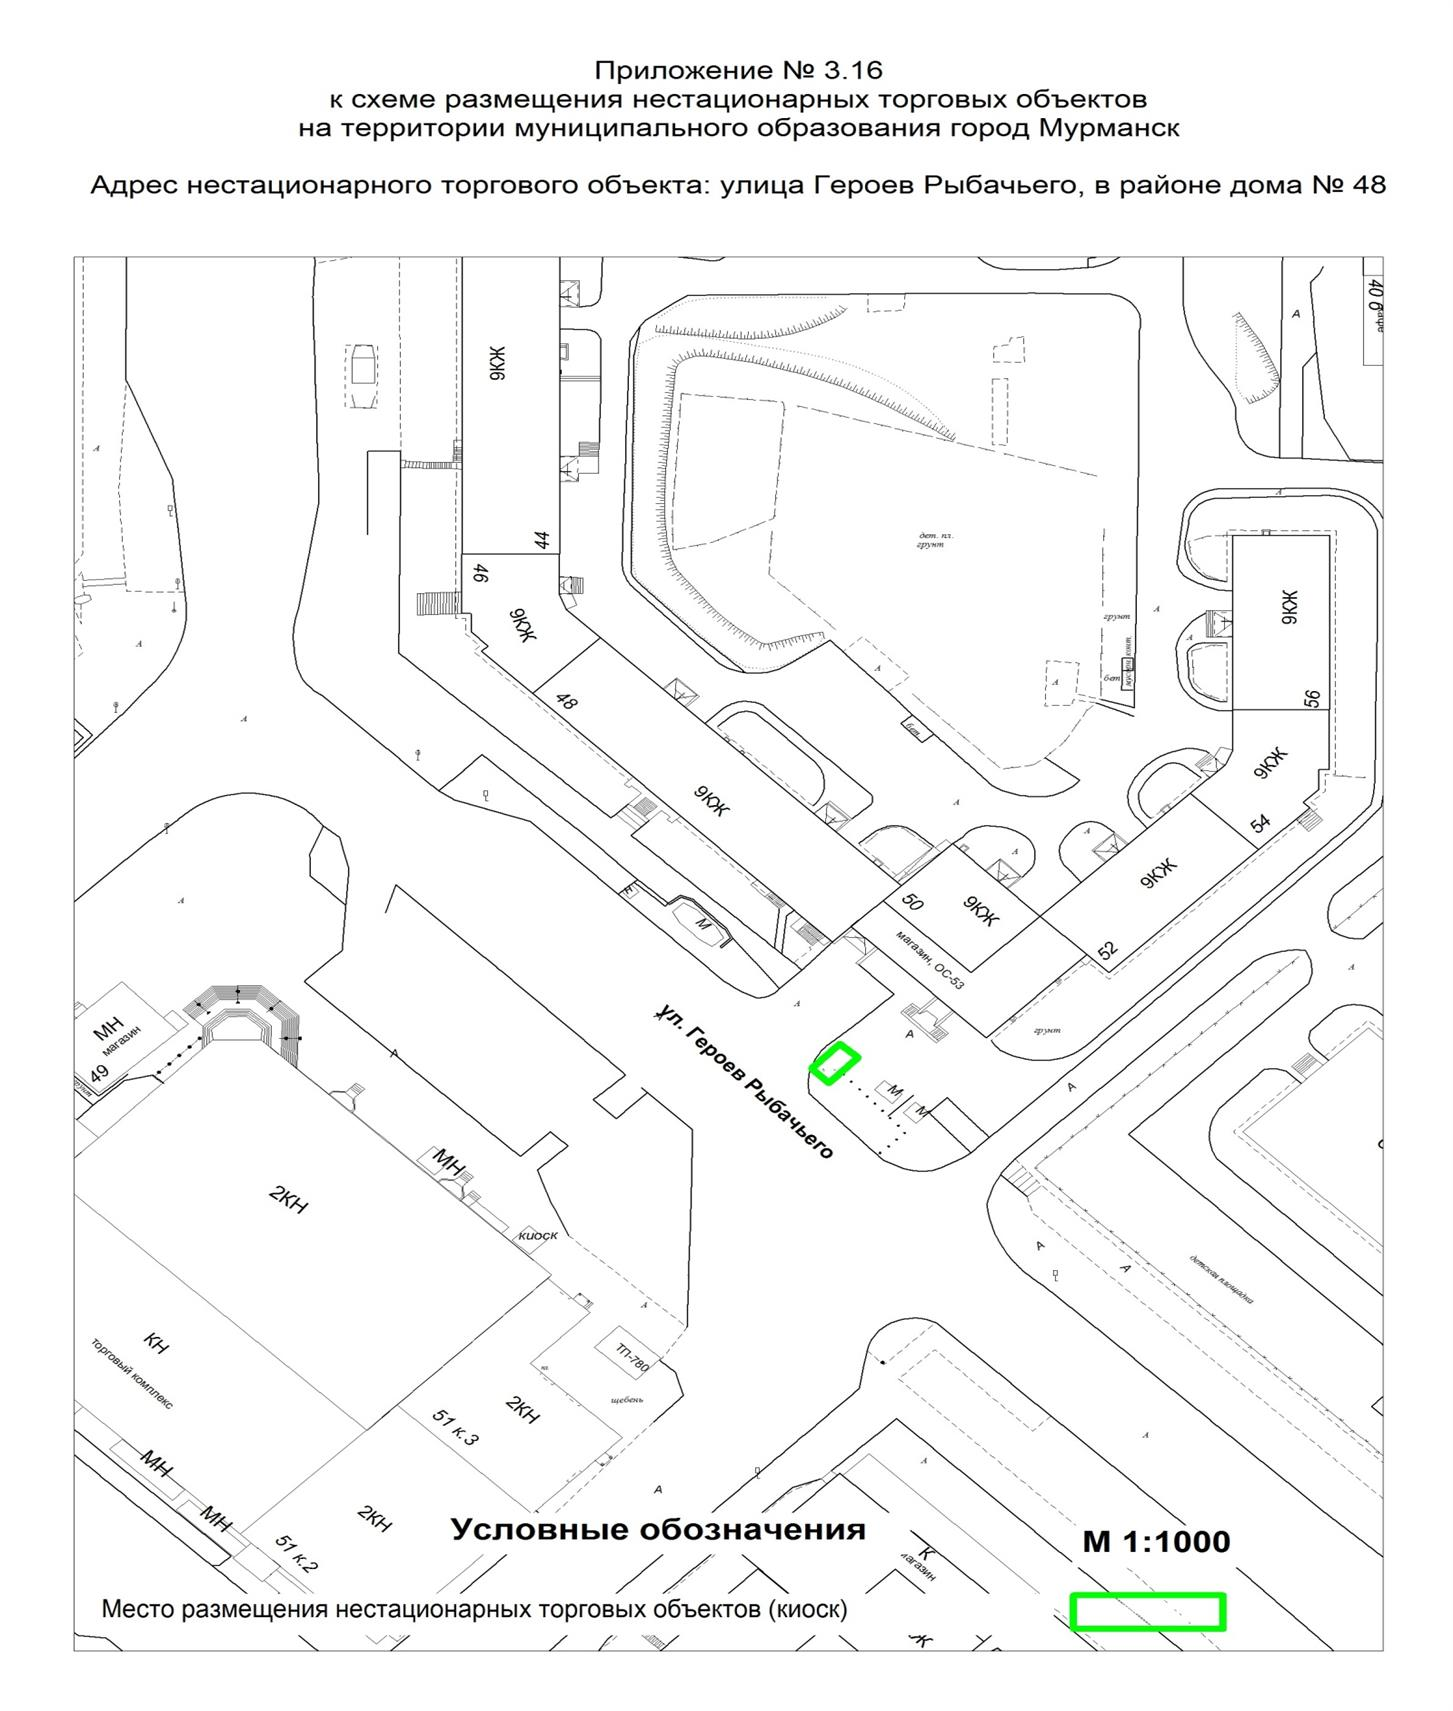 Приложение № 3.16
к схеме размещения нестационарных торговых объектов
на территории муниципального образования город Мурманск
Адрес нестационарного торгового объекта: улица Героев Рыбачьего, в районе дома № 48
40 б
А
9КЖ
44
46
9КЖ
48
9КЖ
дет. пл.
грунт
грунт
бет.
А
9КЖ
56
9КЖ
54
9КЖ
52
50
9КЖ
магазин, ОС-53
грунт
М
ул. Героев Рыбачьего
А
М
М
А
МН
магазин
49
А
2КН
МН
киоск
КН
торговый комплекс
ТП-780
щебень
2КН
51 к.3
МН
МН
2КН
51 к.2
А
А
А
детская площадка
Условные обозначения
М 1:1000
К
Место размещения нестационарных торговых объектов (киоск)